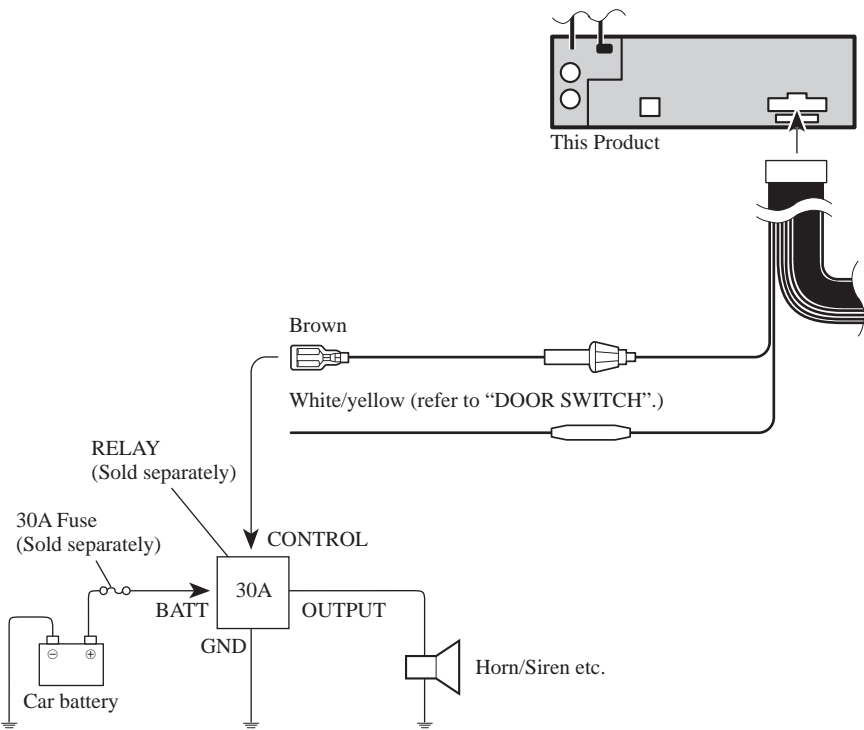 This Product
Brown
White/yellow (refer to “DOOR SWITCH”.)
RELAY
(Sold separately)
30A Fuse
(Sold separately)
CONTROL
30A
BATT
OUTPUT
GND
Horn/Siren etc.
Car battery